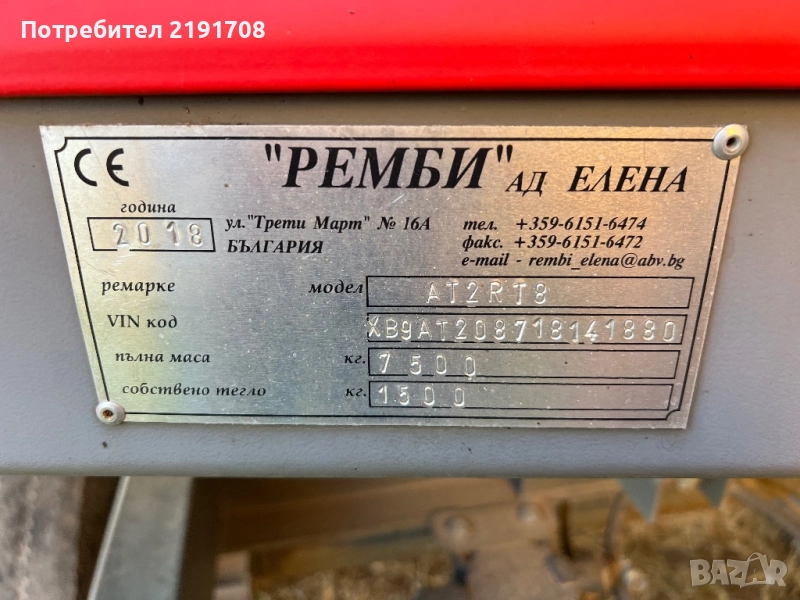 Потребител 2191708
CE "РЕМБИ" АД ЕЛЕНА
година
2018
ул."Трети Март" № 16А
БЪЛГАРИЯ
тел. +359-6151-6474
факс. +359-6151-6472
e-mail - rembi_elena@abv.bg
ремарке модел AT2RT8
VIN код XB9AT208718141880
пълна маса кг. 7500
собствено тегло кг. 1500
BAZAR